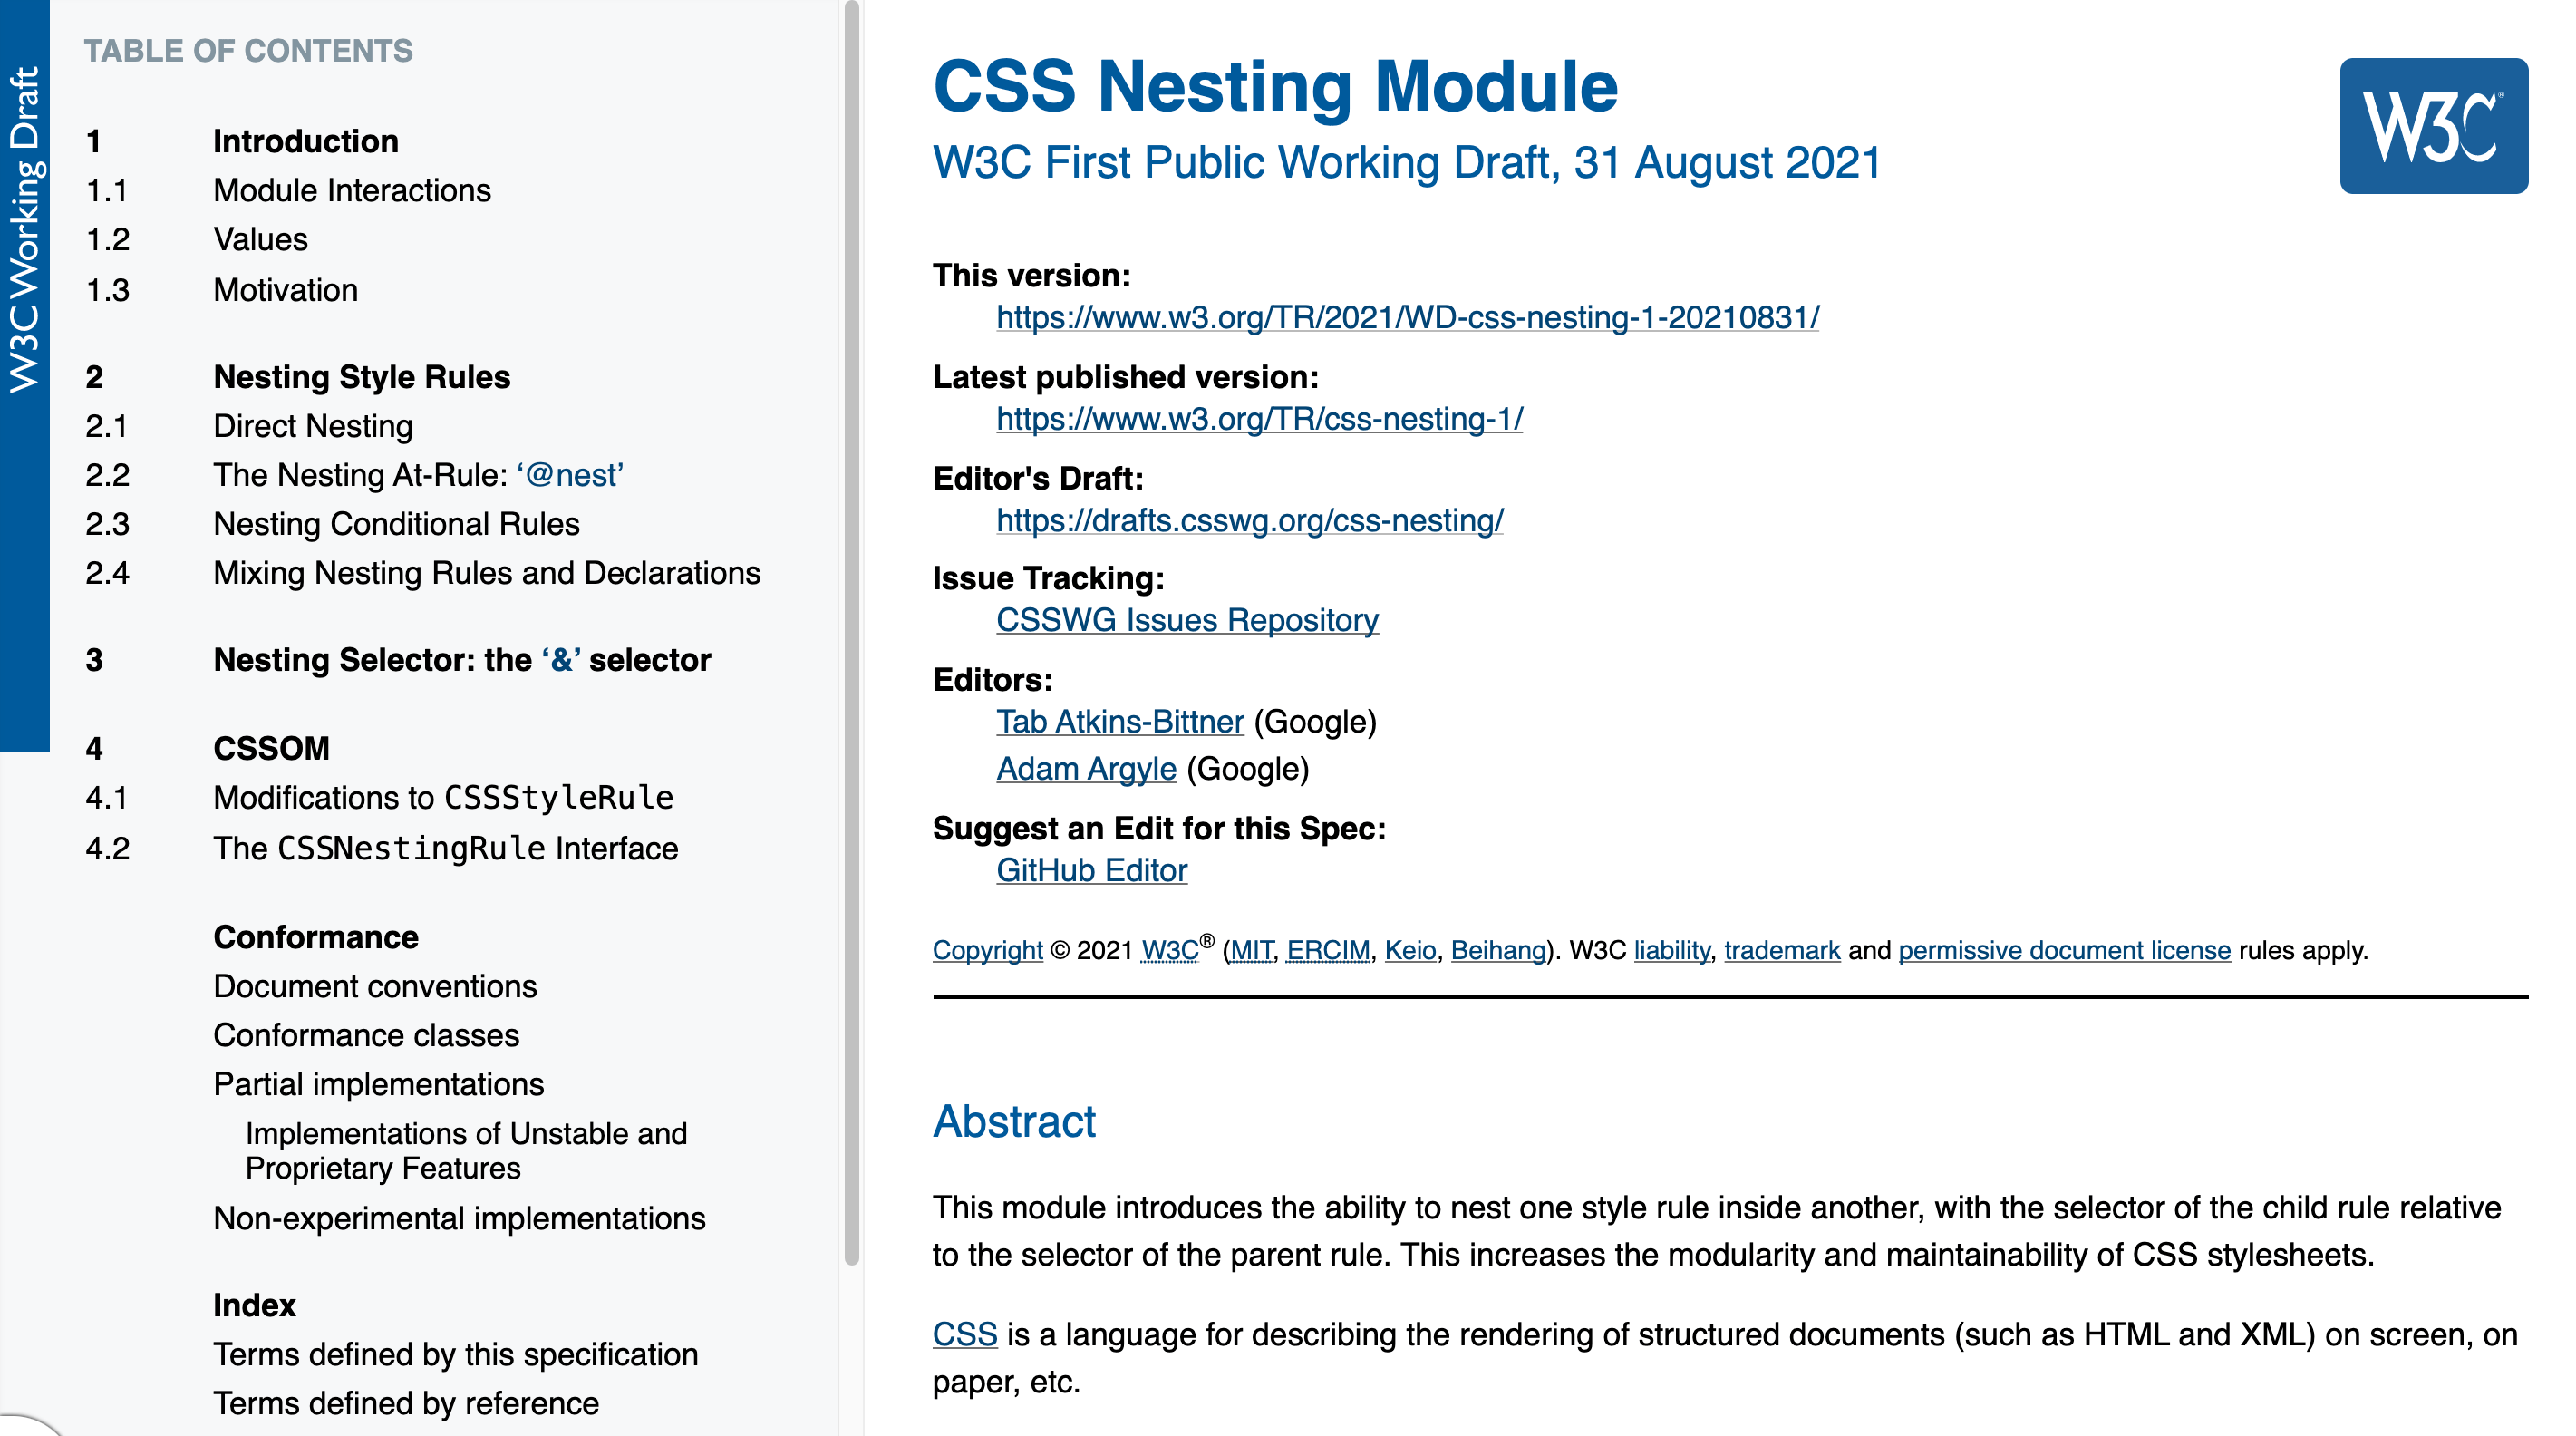 W3C Working Draft
TABLE OF CONTENTS
1 Introduction
1.1 Module Interactions
1.2 Values
1.3 Motivation
2 Nesting Style Rules
2.1 Direct Nesting
2.2 The Nesting At-Rule: ‘@nest’
2.3 Nesting Conditional Rules
2.4 Mixing Nesting Rules and Declarations
3 Nesting Selector: the ‘&’ selector
4 CSSOM
4.1 Modifications to CSSStyleRule
4.2 The CSSNestingRule Interface
Conformance
Document conventions
Conformance classes
Partial implementations
Implementations of Unstable and
Proprietary Features
Non-experimental implementations
Index
Terms defined by this specification
Terms defined by reference
CSS Nesting Module
W3C®
W3C First Public Working Draft, 31 August 2021
This version:
https://www.w3.org/TR/2021/WD-css-nesting-1-20210831/
Latest published version:
https://www.w3.org/TR/css-nesting-1/
Editor's Draft:
https://drafts.csswg.org/css-nesting/
Issue Tracking:
CSSWG Issues Repository
Editors:
Tab Atkins-Bittner (Google)
Adam Argyle (Google)
Suggest an Edit for this Spec:
GitHub Editor
Copyright © 2021 W3C® (MIT, ERCIM, Keio, Beihang). W3C liability, trademark and permissive document license rules apply.
Abstract
This module introduces the ability to nest one style rule inside another, with the selector of the child rule relative
to the selector of the parent rule. This increases the modularity and maintainability of CSS stylesheets.
CSS is a language for describing the rendering of structured documents (such as HTML and XML) on screen, on
paper, etc.